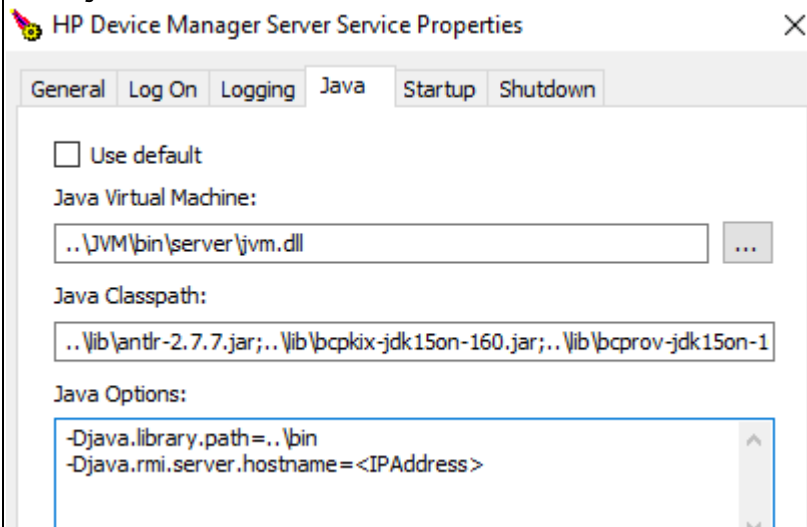 HP Device Manager Server Service Properties
General Log On Logging Java Startup Shutdown
Use default
Java Virtual Machine:
..\JVM\bin\server\jvm.dll
...
Java Classpath:
..\lib\antlr-2.7.7.jar;..\lib\bcpkix-jdk15on-160.jar;..\lib\bcprov-jdk15on-1
Java Options:
-Djava.library.path=..\bin
-Djava.rmi.server.hostname=<IPAddress>